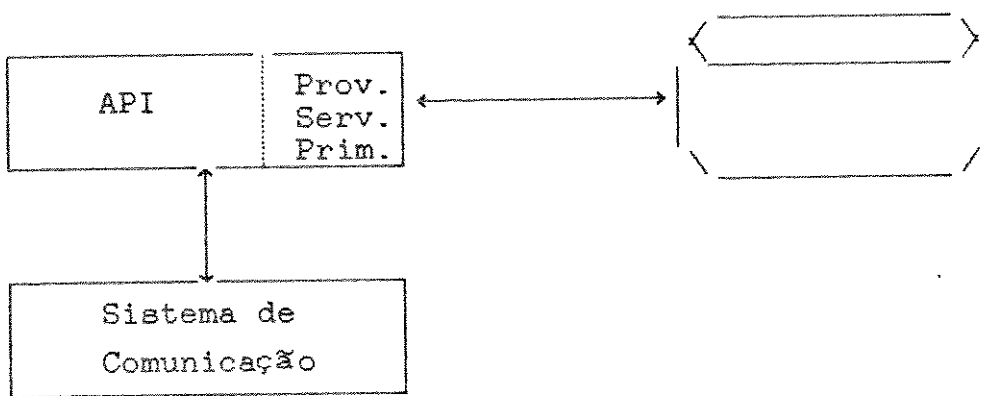 API
Prov.
Serv.
Prim.
Sistema de
Comunicação